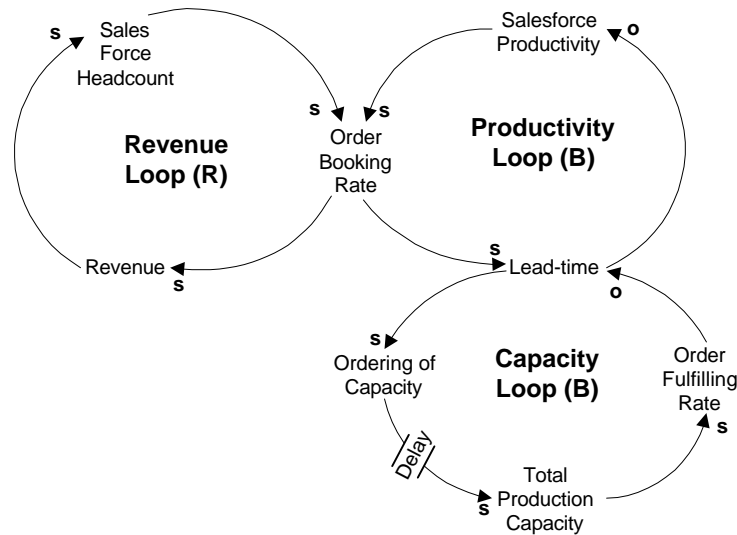 s
Sales
Force
Headcount
Salesforce
Productivity
o
Revenue
Loop (R)
s
s
Order
Booking
Rate
Productivity
Loop (B)
Revenue
s
s
Lead-time
o
s
Ordering of
Capacity
Capacity
Loop (B)
Order
Fulfilling
Rate
s
Delay
s
Total
Production
Capacity